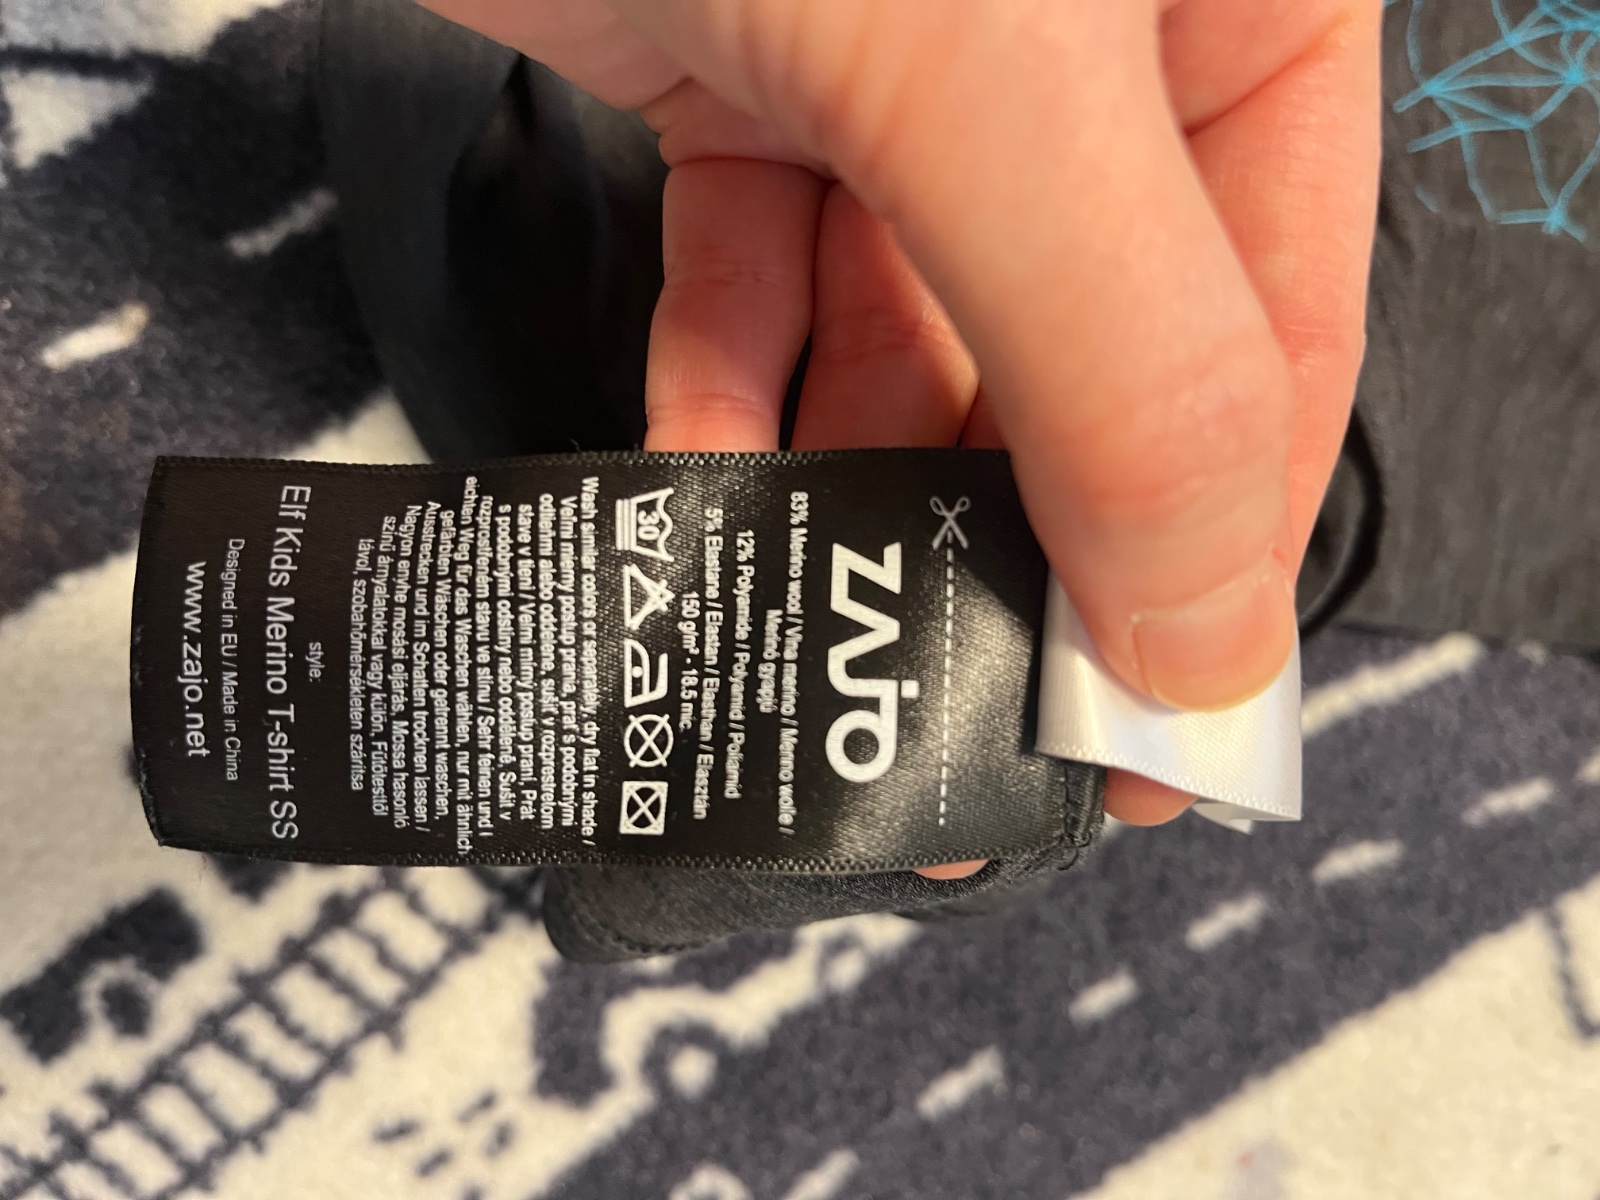 ZAJO
83% Merino wool / Vlna merino / Merino wolle /
Merinó gyapjú
12% Polyamide / Polyamid / Poliamid
5% Elastane / Elastan / Elasthan / Elasztán
150 g/m² - 18.5 mic.
30
Wash similar colors or separately, dry flat in shade /
Veľmi mierny postup prania, prať s podobnými
odtieňmi alebo oddelene, sušiť v rozprestretom
stave v tieni / Velmi mírný postup praní, Prát
s podobnými odstíny nebo odděleně, Sušit v
rozprostřeném stavu ve stínu / Sehr feinen und l
eichten Weg für das Waschen wählen, nur mit ähnlich
gefärbten Wäschen oder getrennt waschen,
Ausstrecken und im Schatten trocknen lassen /
Nagyon enyhe mosási eljárás, Mossa hasonló
színű árnyalatokkal vagy külön, Fűtőtesttől
távol, szobahőmérsékleten szárítsa
style:
Elf Kids Merino T-shirt SS
Designed in EU / Made in China
www.zajo.net